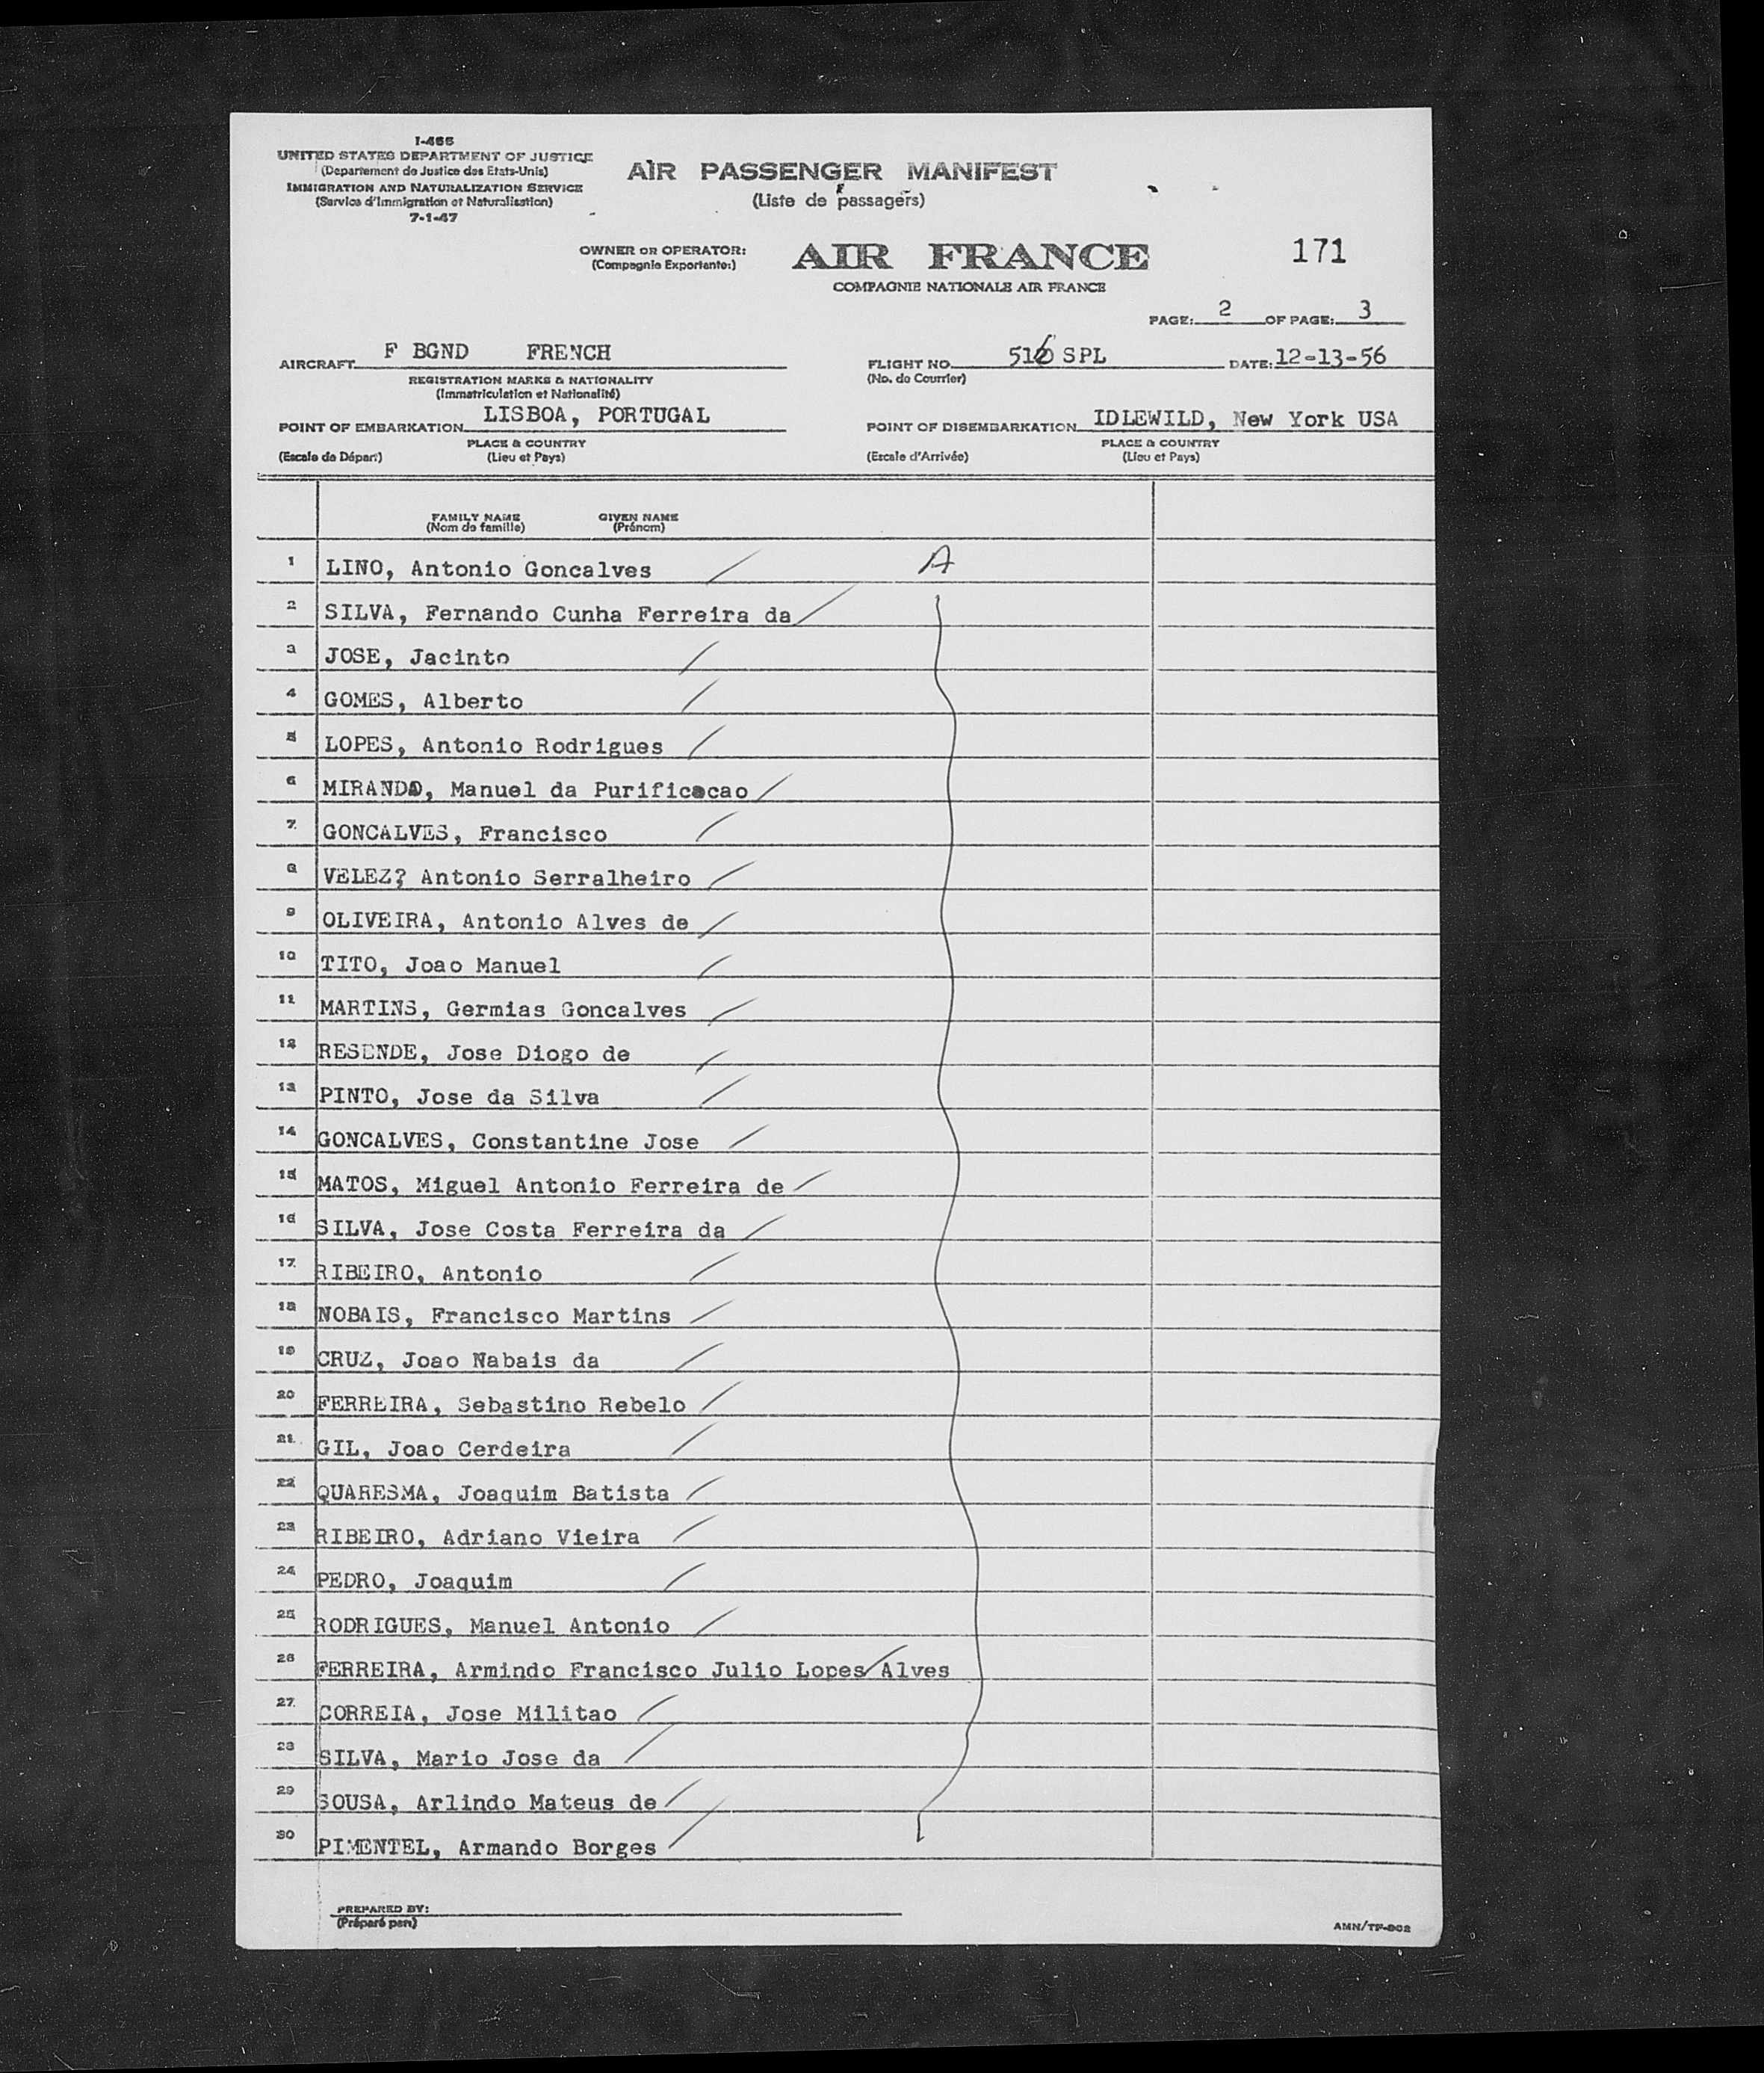 I-466
UNITED STATES DEPARTMENT OF JUSTICE
(Departement de Justice des Etats-Unis)
IMMIGRATION AND NATURALIZATION SERVICE
(Service d'Immigration et Naturalisation)
7-1-47
AIR PASSENGER MANIFEST
(Liste de passagers)
OWNER OR OPERATOR:
(Compagnie Exportante:)
AIR FRANCE
COMPAGNIE NATIONALE AIR FRANCE
171
PAGE: 2 OF PAGE: 3
AIRCRAFT F BGND FRENCH
REGISTRATION MARKS & NATIONALITY
(Immatriculation et Nationalité)
FLIGHT NO. 516 SPL DATE: 12-13-56
(No. de Courrier)
POINT OF EMBARKATION LISBOA, PORTUGAL
PLACE & COUNTRY
(Escale de Départ) (Lieu et Pays)
POINT OF DISEMBARKATION IDLEWILD, New York USA
PLACE & COUNTRY
(Escale d'Arrivée) (Lieu et Pays)
FAMILY NAME GIVEN NAME
(Nom de famille) (Prénom)
1 LINO, Antonio Goncalves A
2 SILVA, Fernando Cunha Ferreira da
3 JOSE, Jacinto
4 GOMES, Alberto
5 LOPES, Antonio Rodrigues
6 MIRANDA, Manuel da Purificacao
7 GONCALVES, Francisco
8 VELEZ? Antonio Serralheiro
9 OLIVEIRA, Antonio Alves de
10 TITO, Joao Manuel
11 MARTINS, Germias Goncalves
12 RESENDE, Jose Diogo de
13 PINTO, Jose da Silva
14 GONCALVES, Constantine Jose
15 MATOS, Miguel Antonio Ferreira de
16 SILVA, Jose Costa Ferreira da
17 RIBEIRO, Antonio
18 NOBAIS, Francisco Martins
19 CRUZ, Joao Nabais da
20 FERREIRA, Sebastino Rebelo
21 GIL, Joao Cerdeira
22 QUARESMA, Joaquim Batista
23 RIBEIRO, Adriano Vieira
24 PEDRO, Joaquim
25 RODRIGUES, Manuel Antonio
26 FERREIRA, Armindo Francisco Julio Lopes Alves
27 CORREIA, Jose Militao
28 SILVA, Mario Jose da
29 SOUSA, Arlindo Mateus de
30 PIMENTEL, Armando Borges
PREPARED BY:
(Préparé par)
AMN/TF-902